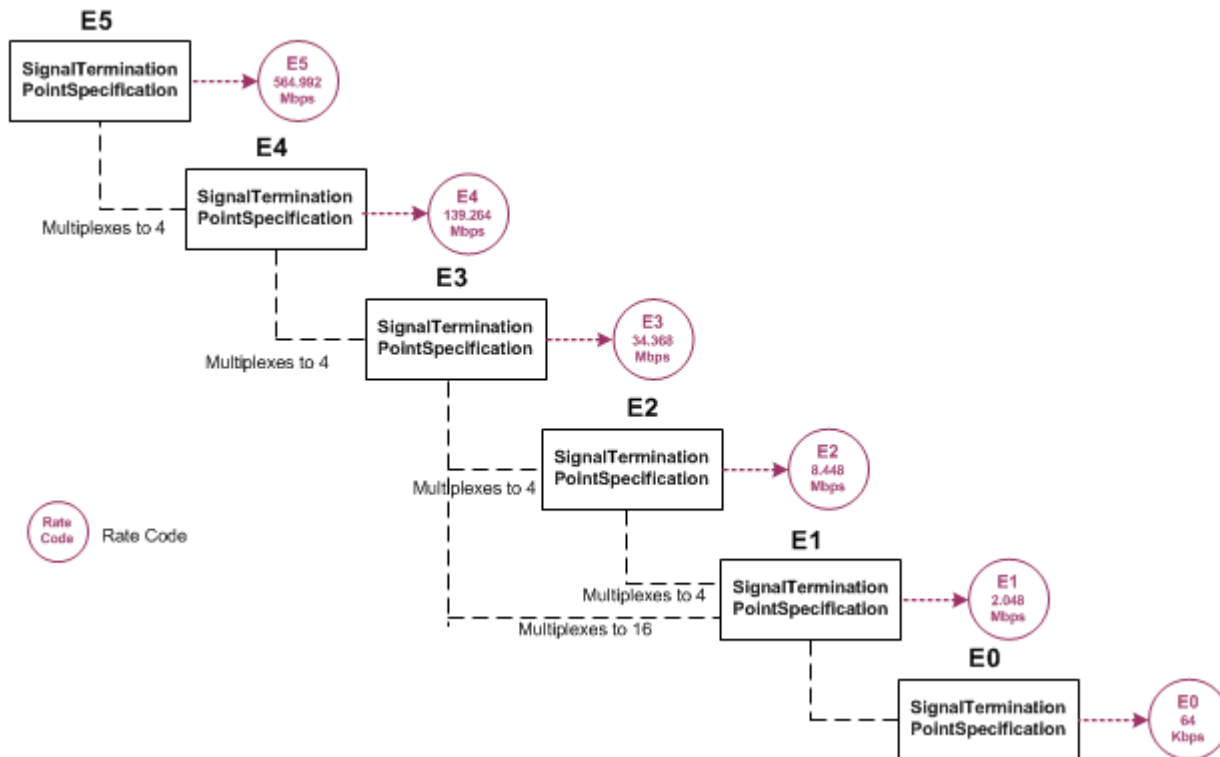 E5
SignalTermination
PointSpecification
E5
564.992
Mbps
E4
SignalTermination
PointSpecification
E4
139.264
Mbps
Multiplexes to 4
E3
SignalTermination
PointSpecification
E3
34.368
Mbps
Multiplexes to 4
E2
SignalTermination
PointSpecification
E2
8.448
Mbps
Multiplexes to 4
Rate
Code
Rate Code
E1
SignalTermination
PointSpecification
E1
2.048
Mbps
Multiplexes to 4
Multiplexes to 16
E0
SignalTermination
PointSpecification
E0
64
Kbps